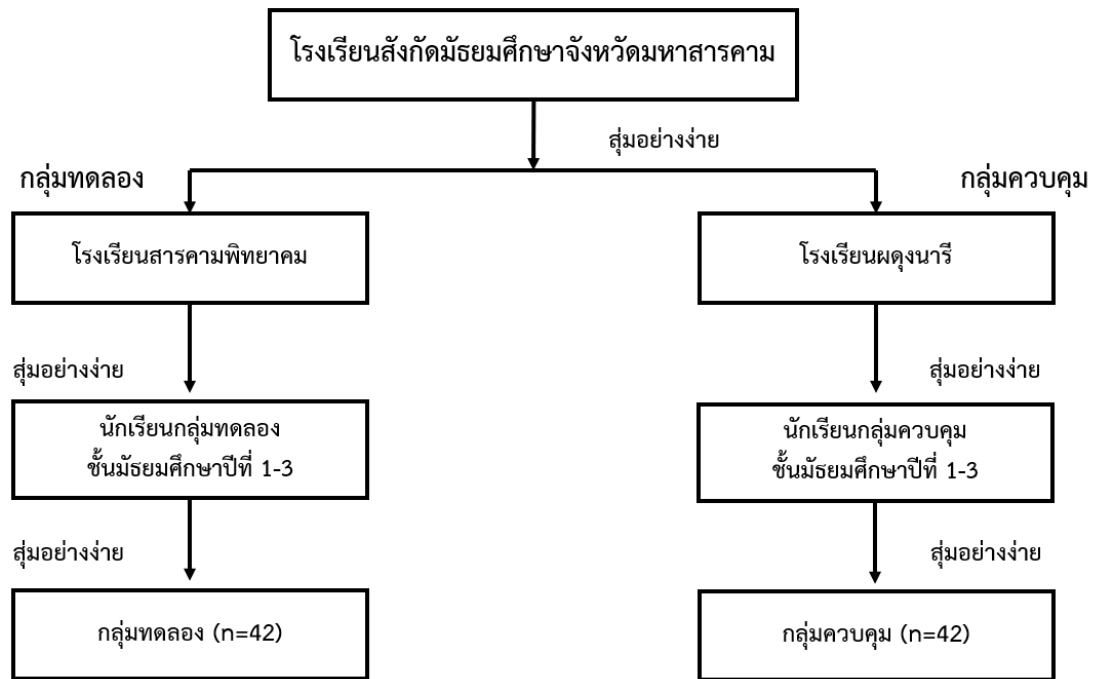 โรงเรียนสังกัดมัธยมศึกษาจังหวัดมหาสารคาม
สุ่มอย่างง่าย
กลุ่มทดลอง
กลุ่มควบคุม
โรงเรียนสารคามพิทยาคม
โรงเรียนผดุงนารี
สุ่มอย่างง่าย
สุ่มอย่างง่าย
นักเรียนกลุ่มทดลอง
ชั้นมัธยมศึกษาปีที่ 1-3
นักเรียนกลุ่มควบคุม
ชั้นมัธยมศึกษาปีที่ 1-3
สุ่มอย่างง่าย
สุ่มอย่างง่าย
กลุ่มทดลอง (n=42)
กลุ่มควบคุม (n=42)